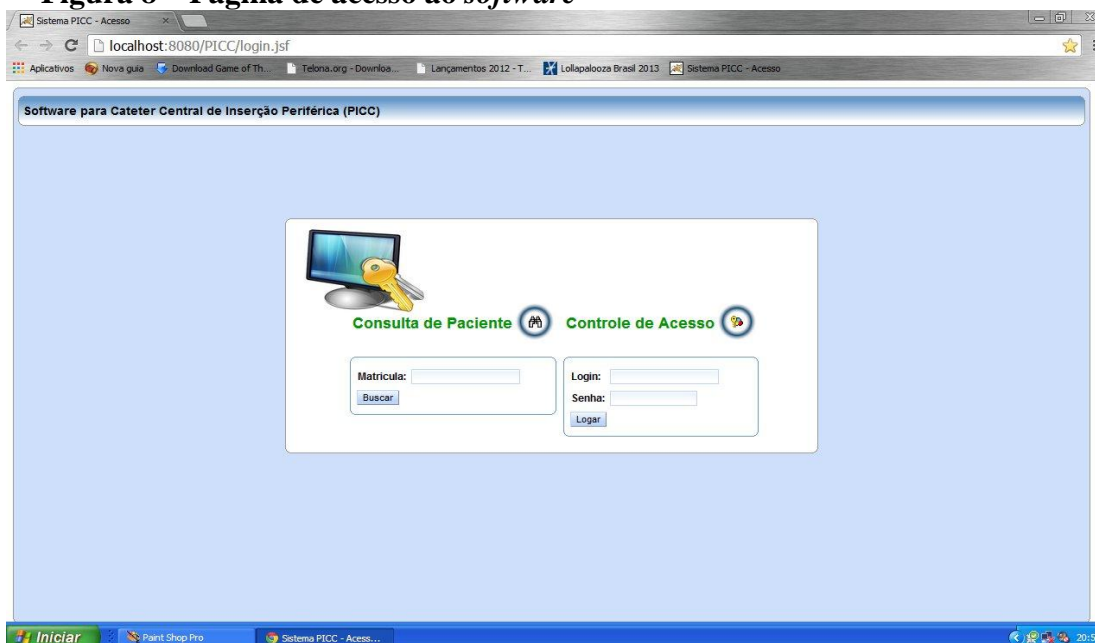 Figura 8 – Página de acesso ao software
Sistema PICC - Acesso
localhost:8080/PICC/login.jsf
Aplicativos Nova guia Download Game of Th... Telona.org - Downloa... Lançamentos 2012 - T... Lollapalooza Brasil 2013 Sistema PICC - Acesso
Software para Cateter Central de Inserção Periférica (PICC)
Consulta de Paciente Controle de Acesso
Matricula: Login:
Buscar Senha:
Logar
Iniciar Paint Shop Pro Sistema PICC - Acess...